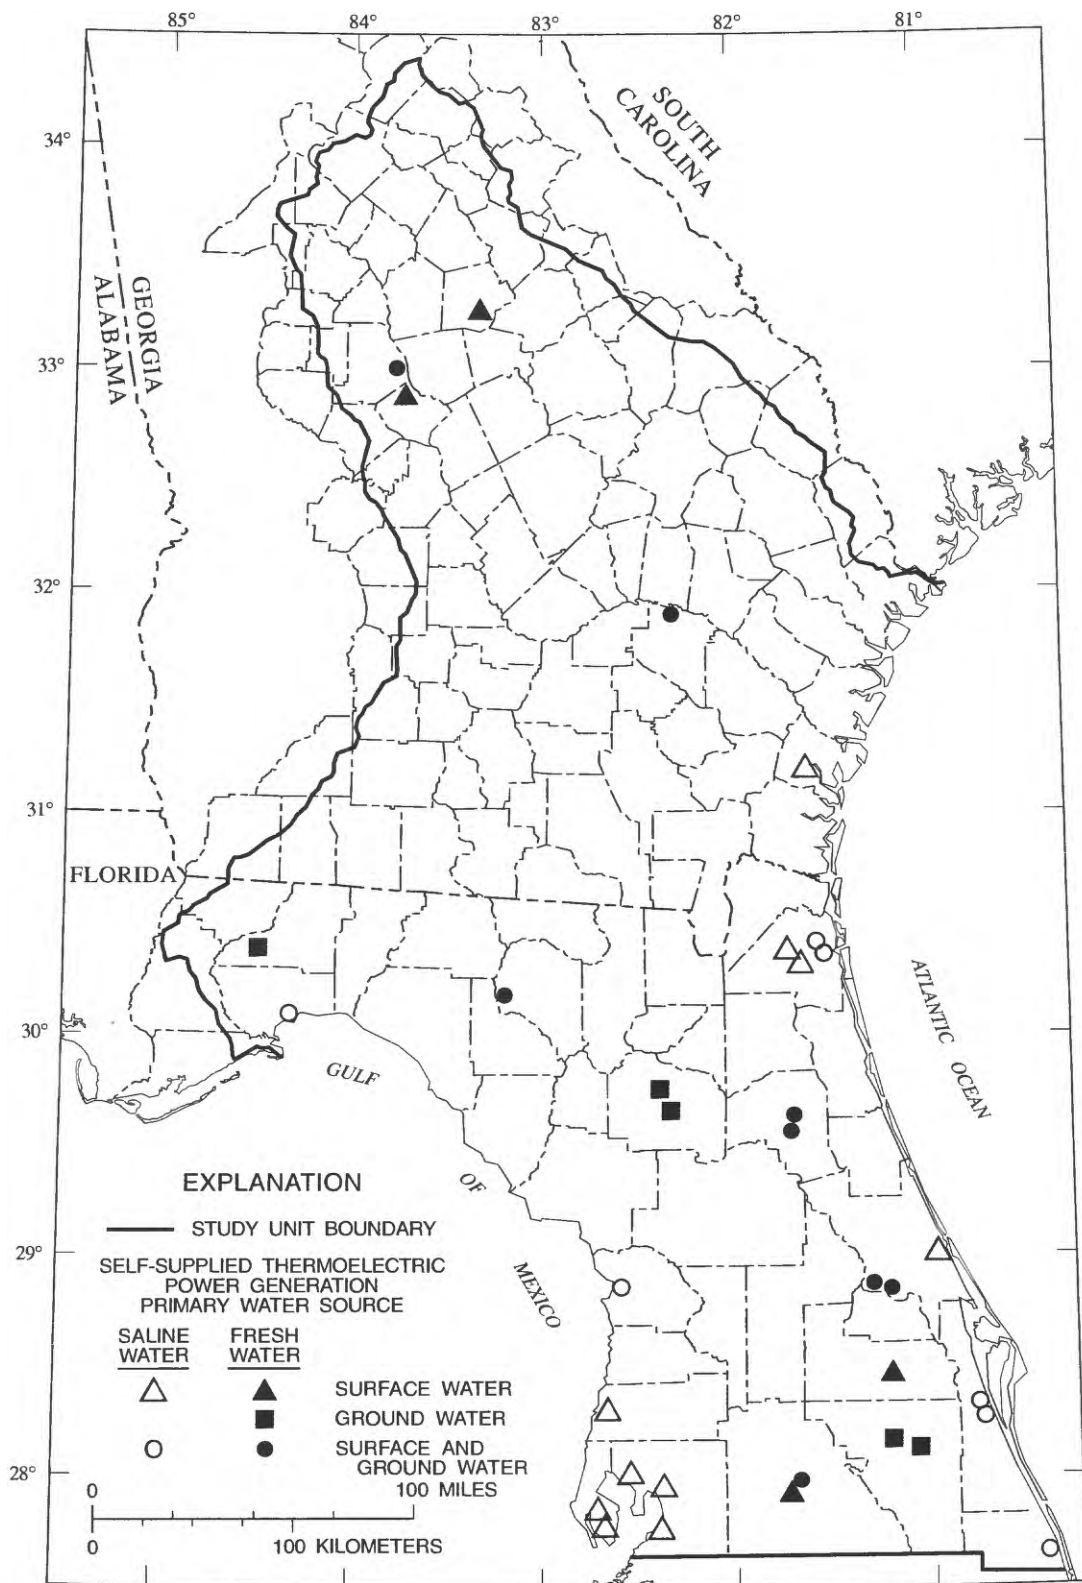 85° 84° 83° 82° 81°
34°
33°
32°
31°
30°
29°
28°
SOUTH
CAROLINA
GEORGIA
ALABAMA
FLORIDA
ATLANTIC OCEAN
GULF
OF
MEXICO
EXPLANATION
STUDY UNIT BOUNDARY
SELF-SUPPLIED THERMOELECTRIC
POWER GENERATION
PRIMARY WATER SOURCE
SALINE FRESH
WATER WATER
SURFACE WATER
GROUND WATER
SURFACE AND
GROUND WATER
0 100 MILES
0 100 KILOMETERS